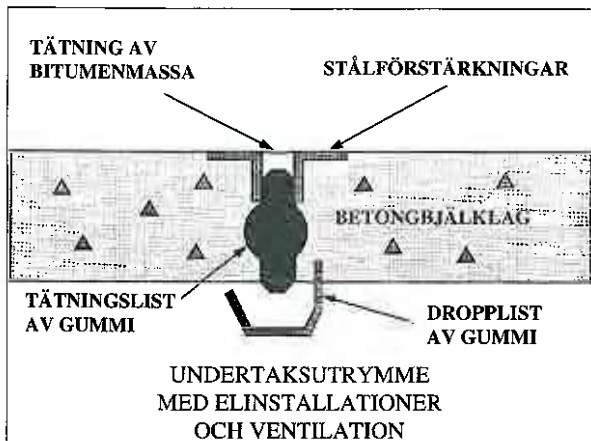 TÄTNING AV
BITUMENMASSA
STÅLFÖRSTÄRKNINGAR
BETONGBJÄLKLAG
TÄTNINGSLIST
AV GUMMI
DROPPLIST
AV GUMMI
UNDERTAKSUTRYMME
MED ELINSTALLATIONER
OCH VENTILATION